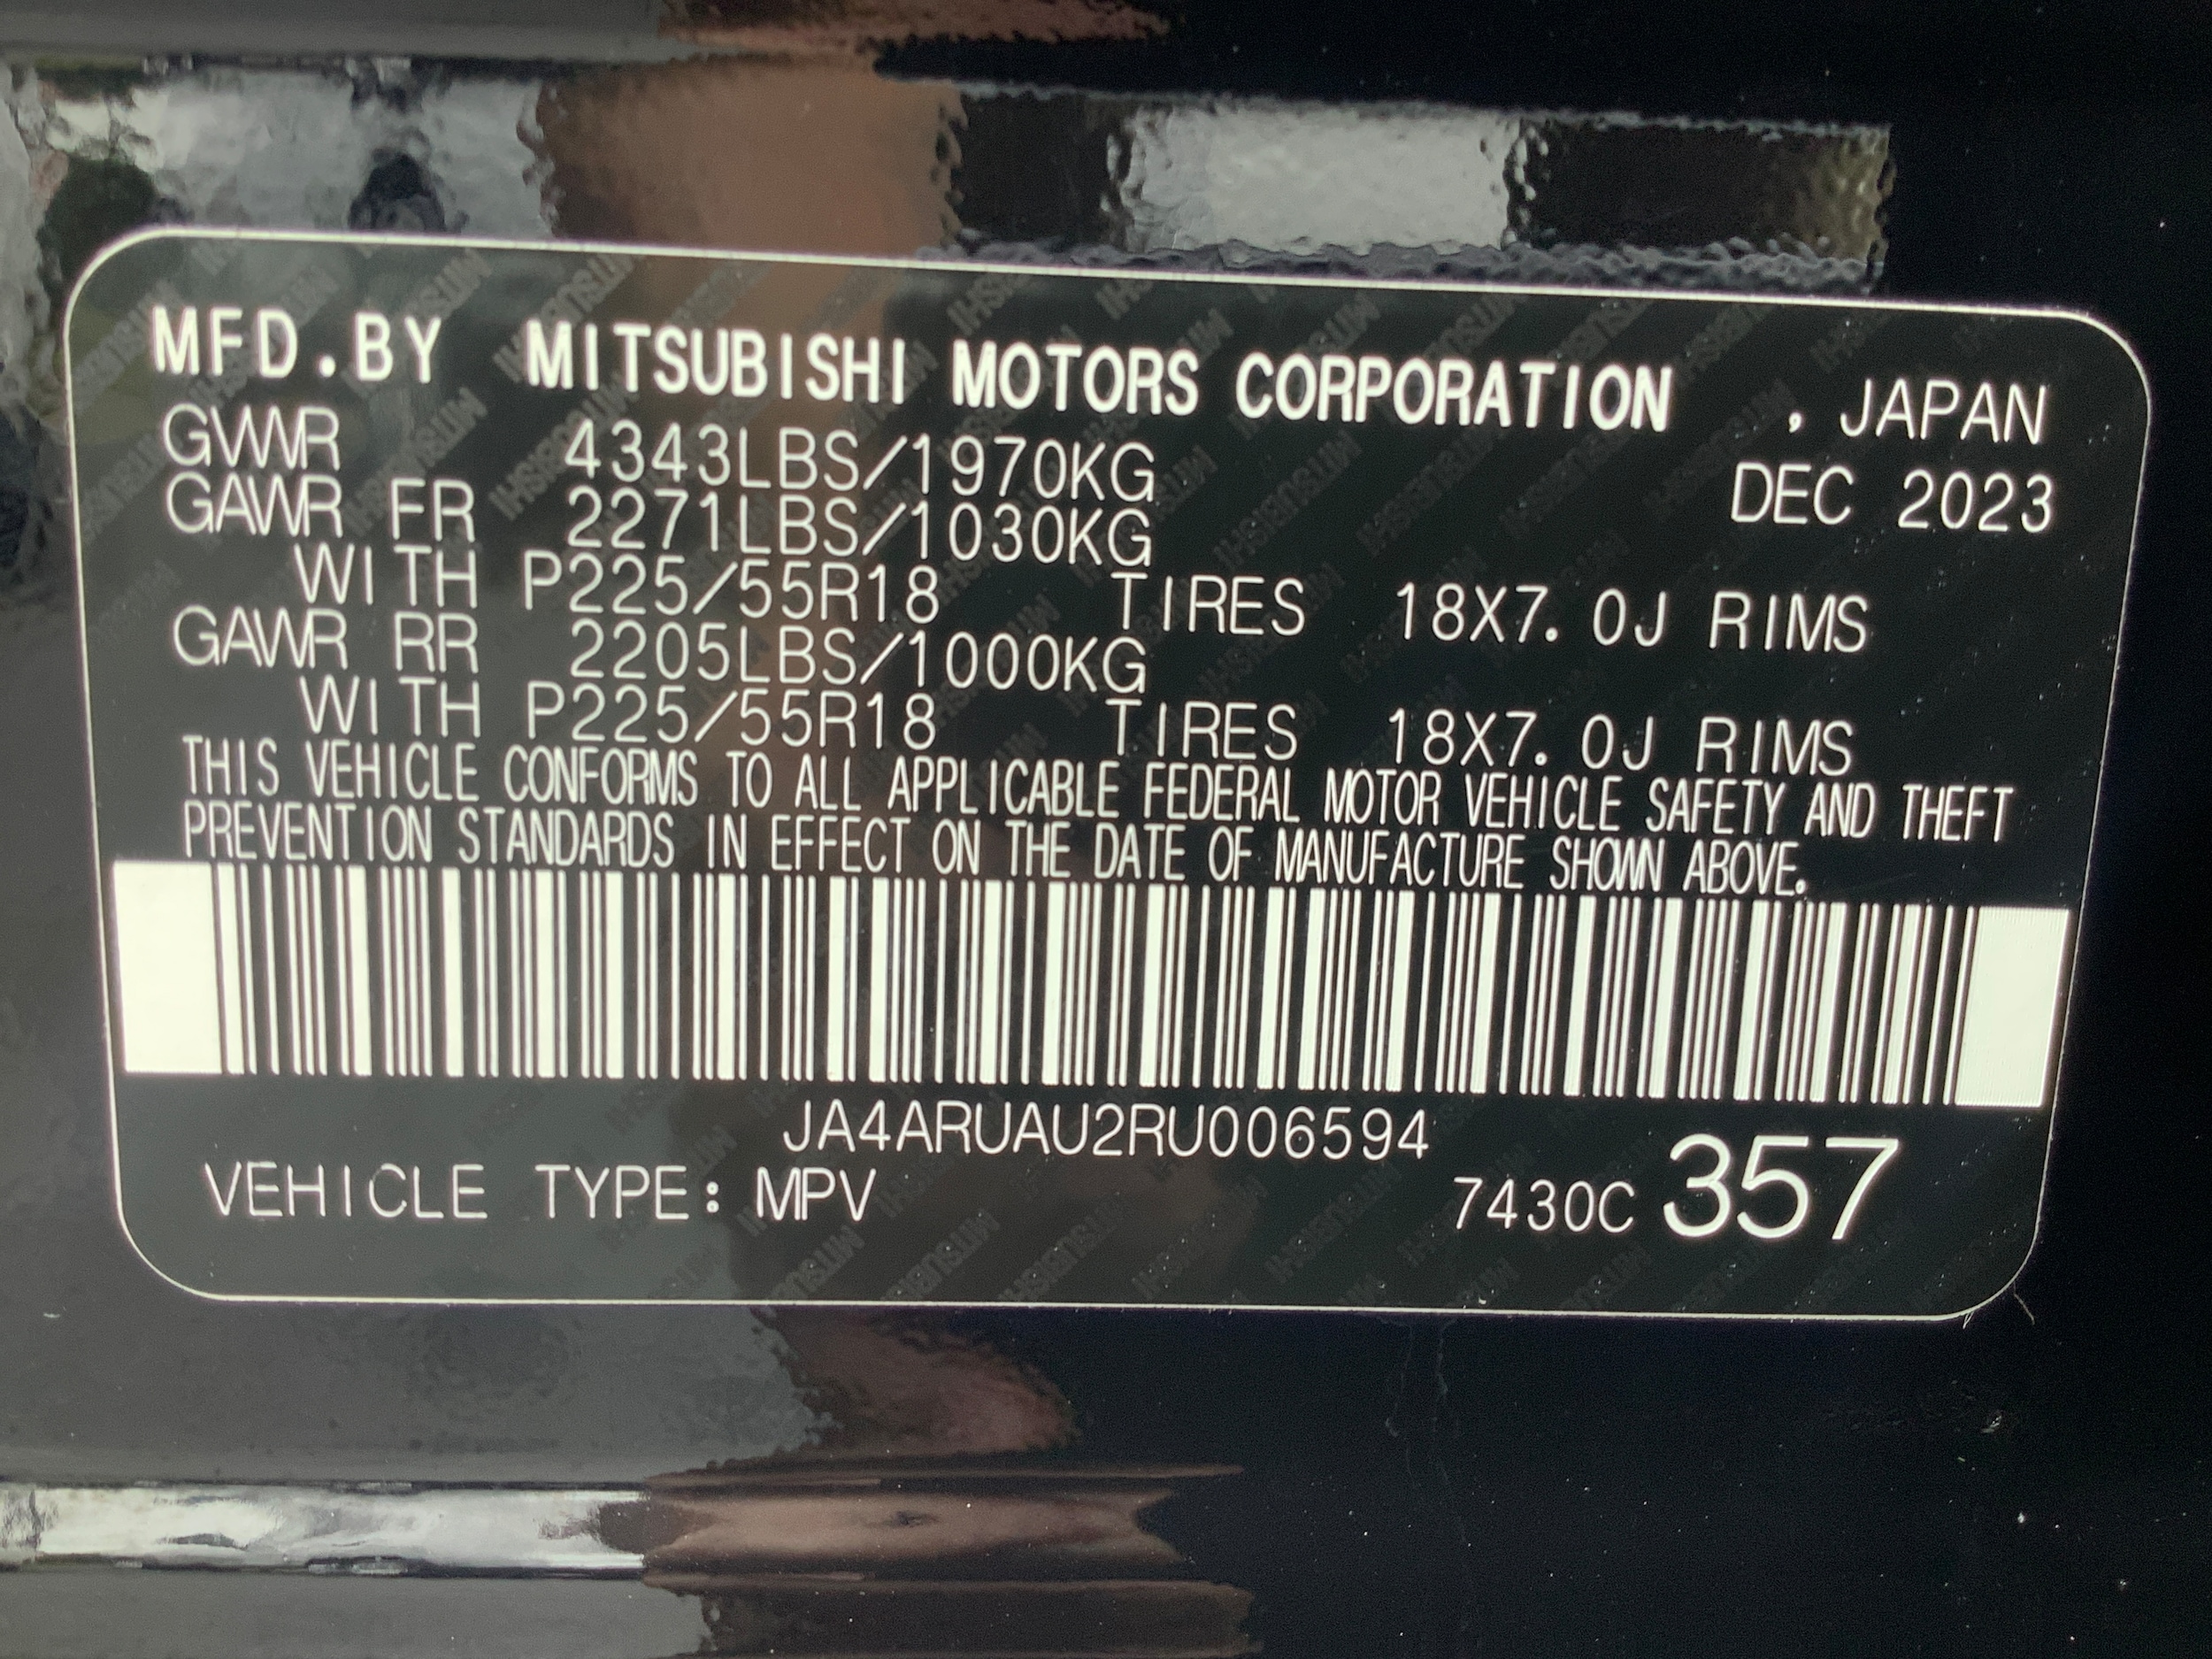 MFD.BY MITSUBISHI MOTORS CORPORATION , JAPAN
GVWR 4343LBS/1970KG DEC 2023
GAWR FR 2271LBS/1030KG
WITH P225/55R18 TIRES 18X7.0J RIMS
GAWR RR 2205LBS/1000KG
WITH P225/55R18 TIRES 18X7.0J RIMS
THIS VEHICLE CONFORMS TO ALL APPLICABLE FEDERAL MOTOR VEHICLE SAFETY AND THEFT
PREVENTION STANDARDS IN EFFECT ON THE DATE OF MANUFACTURE SHOWN ABOVE.
JA4ARUAU2RU006594
VEHICLE TYPE: MPV 7430C 357